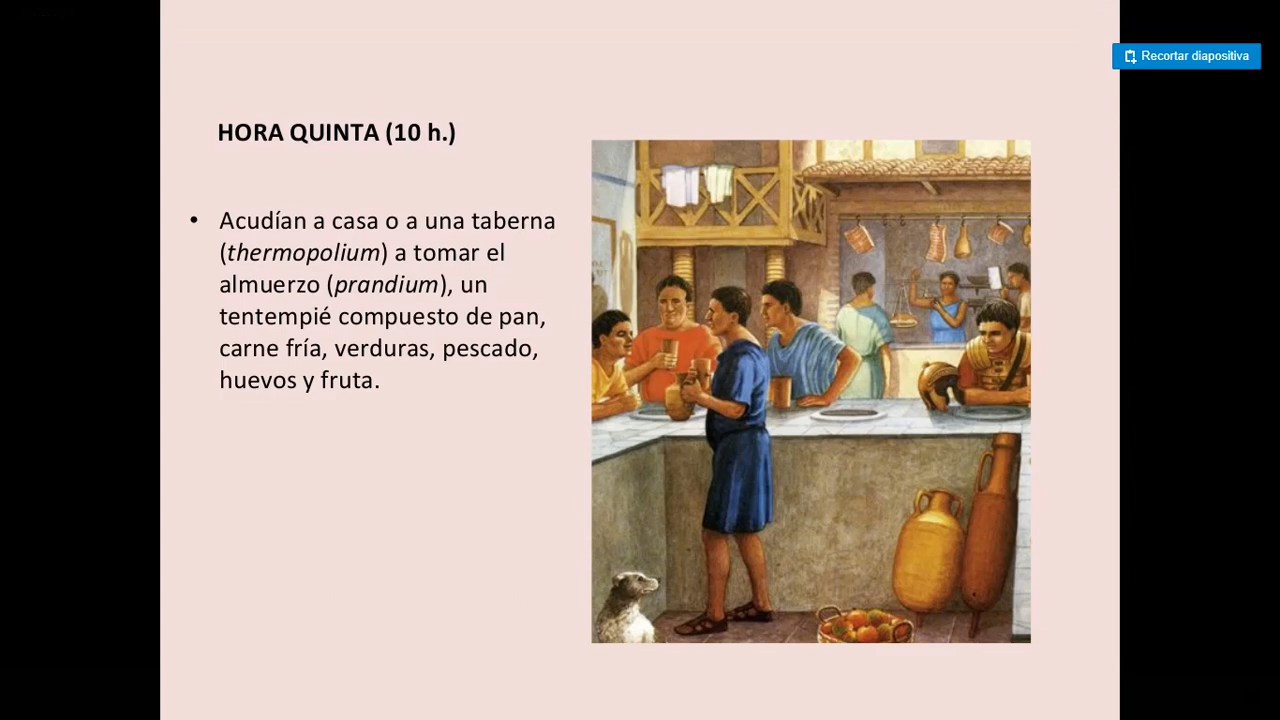 Recortar diapositiva
HORA QUINTA (10 h.)
• Acudían a casa o a una taberna
(thermopolium) a tomar el
almuerzo (prandium), un
tentempié compuesto de pan,
carne fría, verduras, pescado,
huevos y fruta.